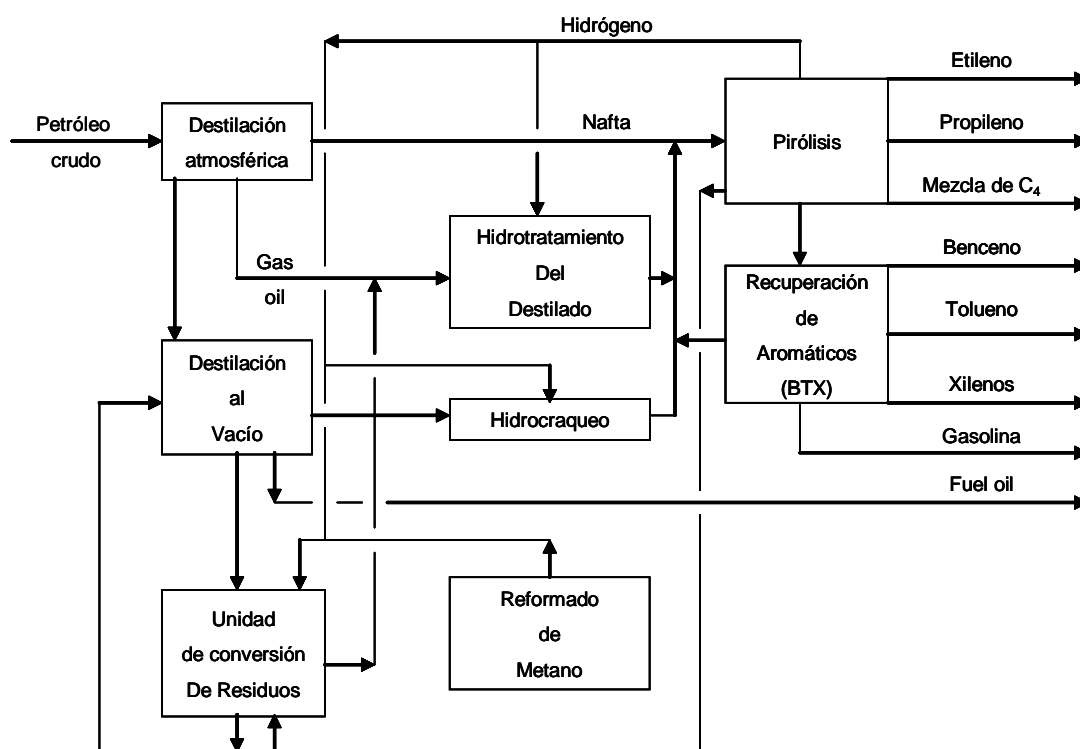 Hidrógeno
Etileno
Petróleo
crudo
Destilación
atmosférica
Nafta
Pirólisis
Propileno
Mezcla de C₄
Gas
oil
Hidrotratamiento
Del
Destilado
Benceno
Recuperación
de
Aromáticos
(BTX)
Tolueno
Destilación
al
Vacío
Hidrocraqueo
Xilenos
Gasolina
Fuel oil
Unidad
de conversión
De Residuos
Reformado
de
Metano